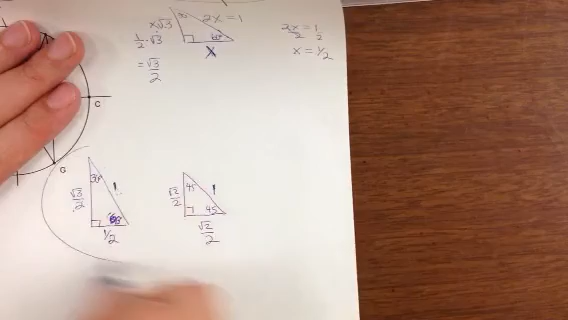 x√3
2x = 1
60°
x
1/2 · √3
= √3/2
2x/2 = 1/2
x = 1/2
C
B
30°
1
√3/2
60
1/2
45
1
√2/2
45
√2/2